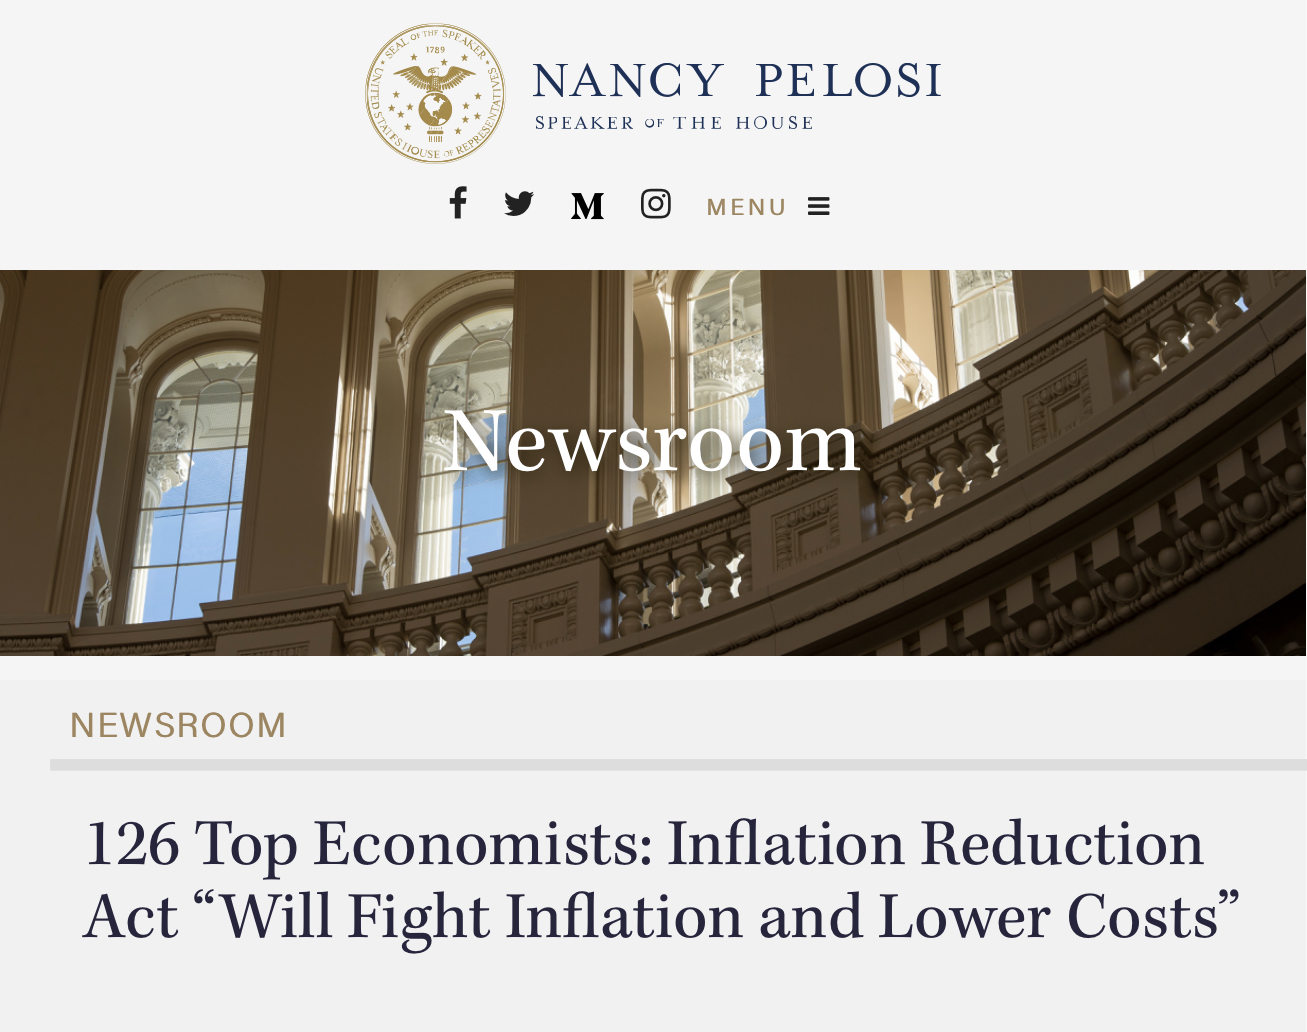 SEAL OF THE SPEAKER
1789
UNITED STATES HOUSE OF REPRESENTATIVES
NANCY PELOSI
SPEAKER OF THE HOUSE
MENU
Newsroom
NEWSROOM
126 Top Economists: Inflation Reduction
Act “Will Fight Inflation and Lower Costs”